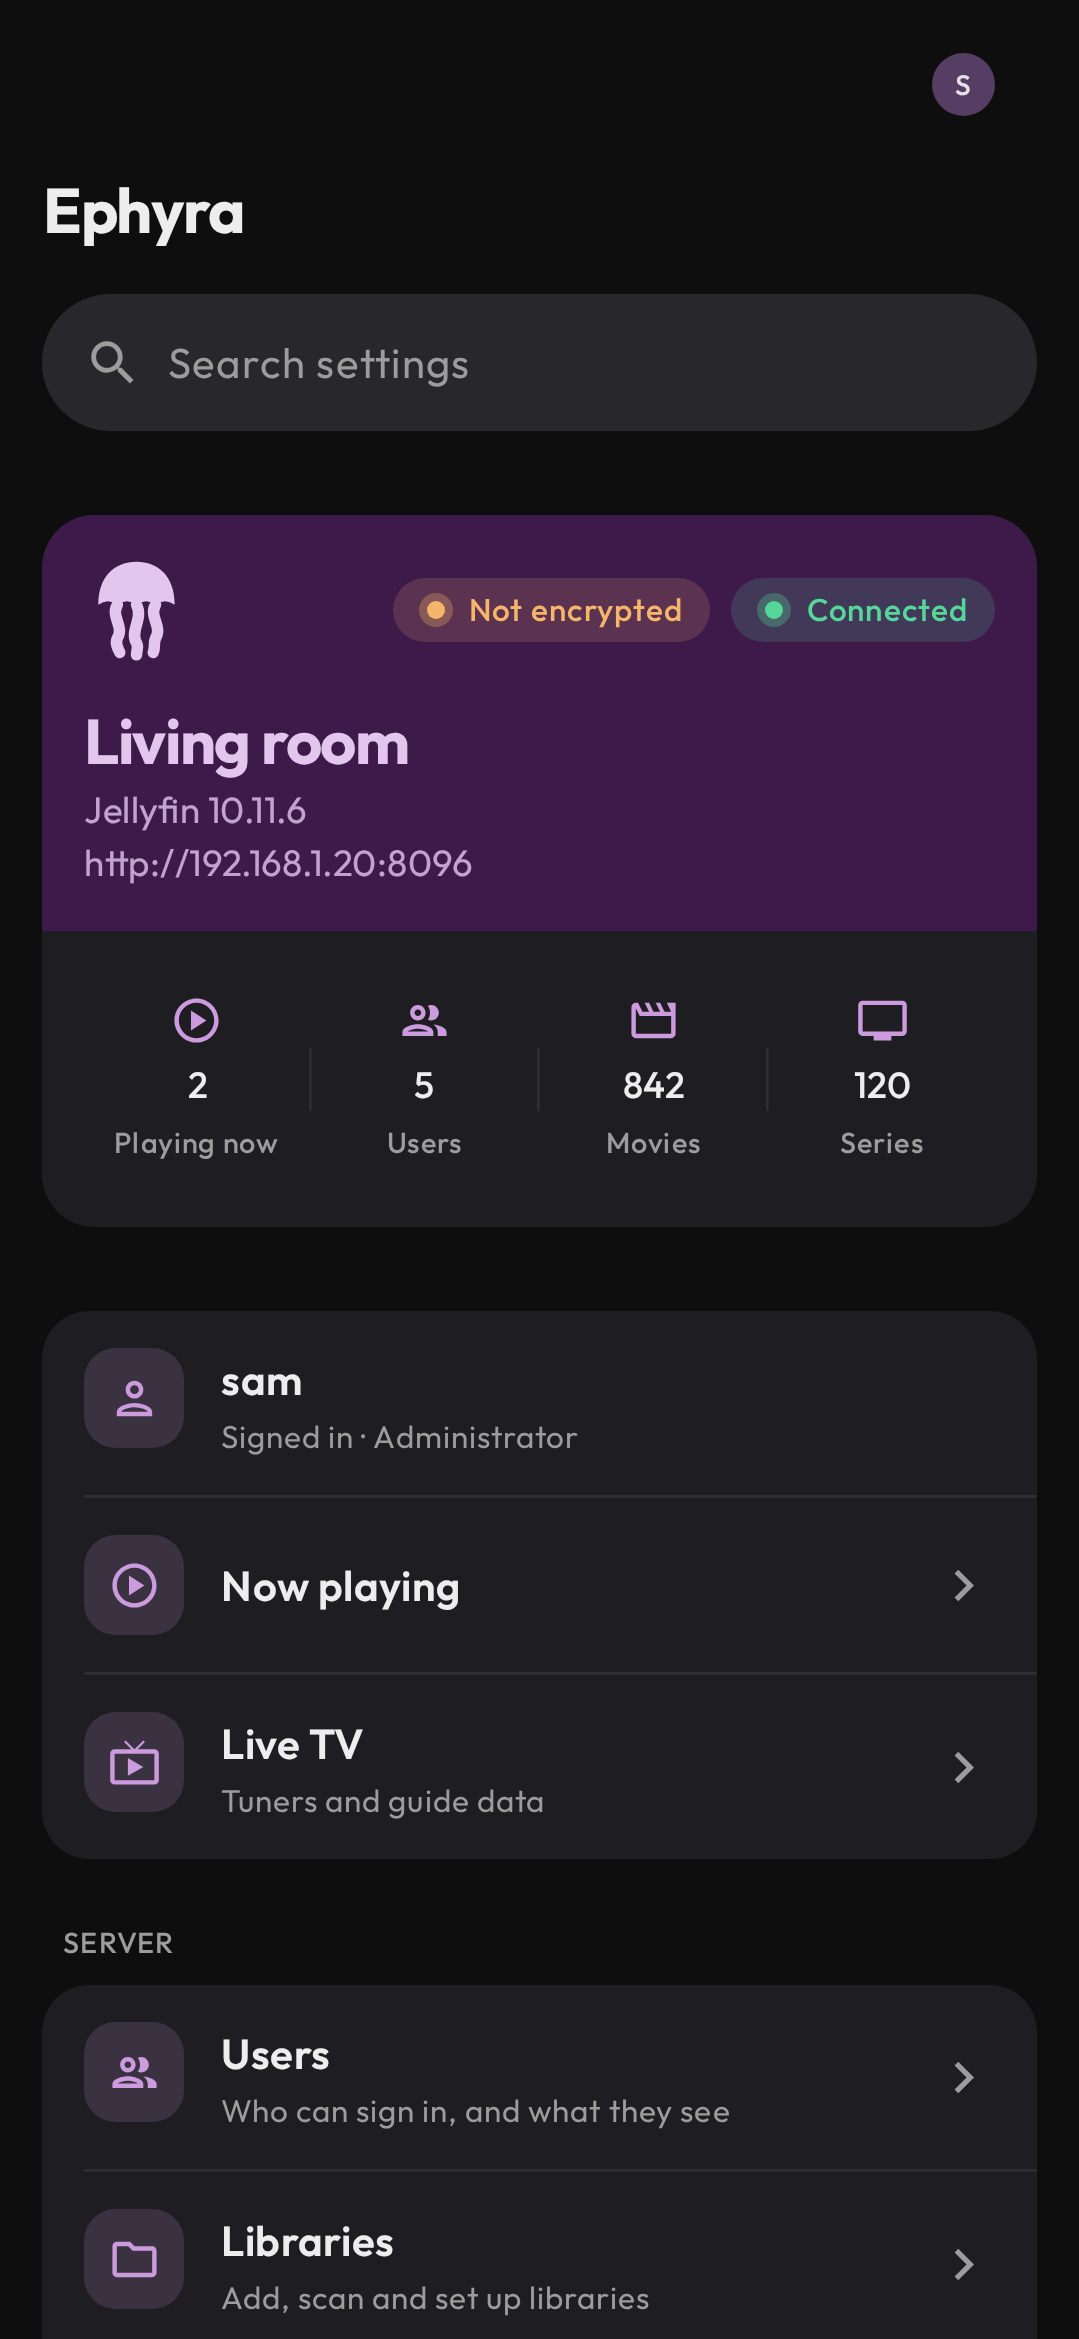 S
Ephyra
Search settings
Not encrypted
Connected
Living room
Jellyfin 10.11.6
http://192.168.1.20:8096
2
5
842
120
Playing now
Users
Movies
Series
sam
Signed in · Administrator
Now playing
Live TV
Tuners and guide data
SERVER
Users
Who can sign in, and what they see
Libraries
Add, scan and set up libraries